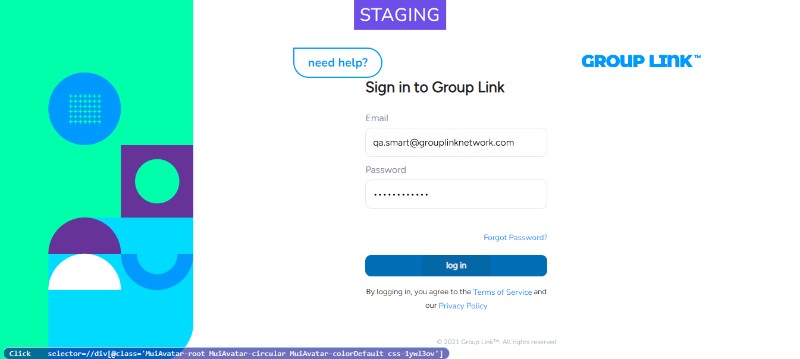 STAGING
need help?
GROUP LINK™
Sign in to Group Link
Email
qa.smart@grouplinknetwork.com
Password
Forgot Password?
log in
By logging in, you agree to the Terms of Service and
our Privacy Policy
© 2021 Group Link™. All rights reserved
Click selector=//div[@class='MuiAvatar-root MuiAvatar-circular MuiAvatar-colorDefault css-1ywl3ov']